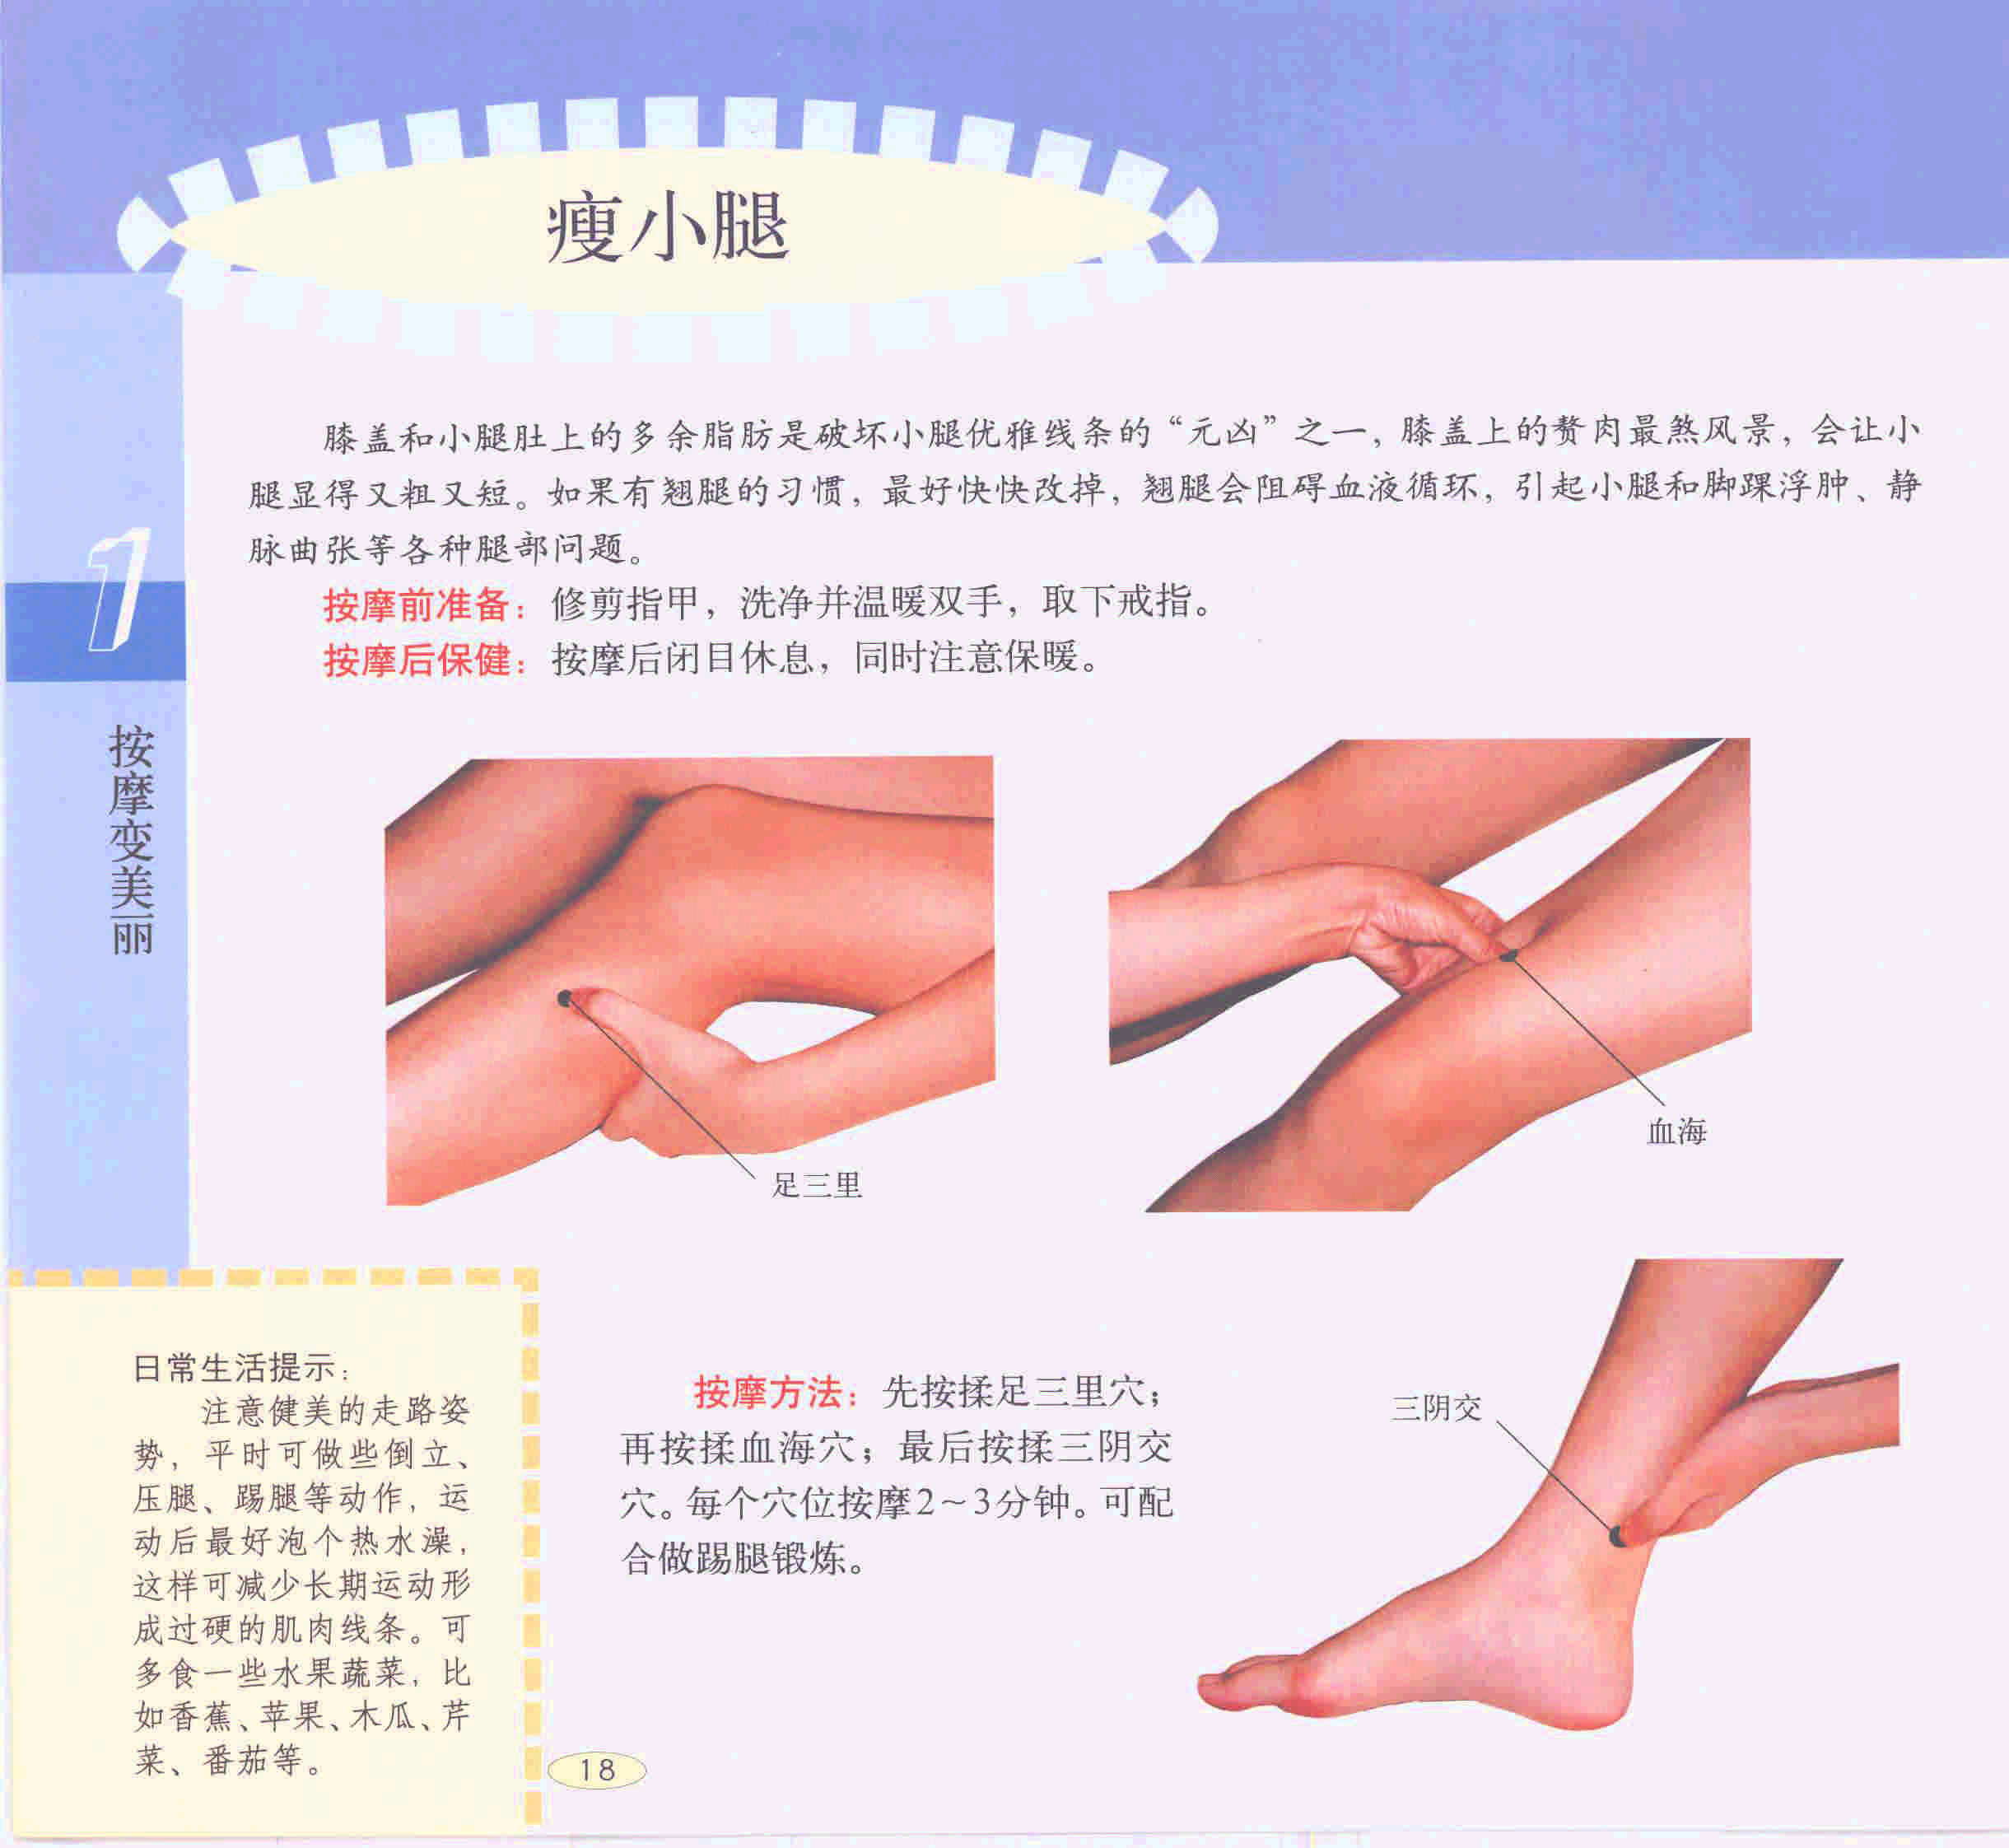 瘦小腿
膝盖和小腿肚上的多余脂肪是破坏小腿优雅线条的“元凶”之一，膝盖上的赘肉最煞风景，会让小
腿显得又粗又短。如果有翘腿的习惯，最好快快改掉，翘腿会阻碍血液循环，引起小腿和脚踝浮肿、静
脉曲张等各种腿部问题。
按摩前准备：修剪指甲，洗净并温暖双手，取下戒指。
按摩后保健：按摩后闭目休息，同时注意保暖。
1
按摩变美丽
足三里
血海
日常生活提示：
注意健美的走路姿
势，平时可做些倒立、
压腿、踢腿等动作，运
动后最好泡个热水澡，
这样可减少长期运动形
成过硬的肌肉线条。可
多食一些水果蔬菜，比
如香蕉、苹果、木瓜、芹
菜、番茄等。
按摩方法：先按揉足三里穴；
再按揉血海穴；最后按揉三阴交
穴。每个穴位按摩2～3分钟。可配
合做踢腿锻炼。
三阴交
18